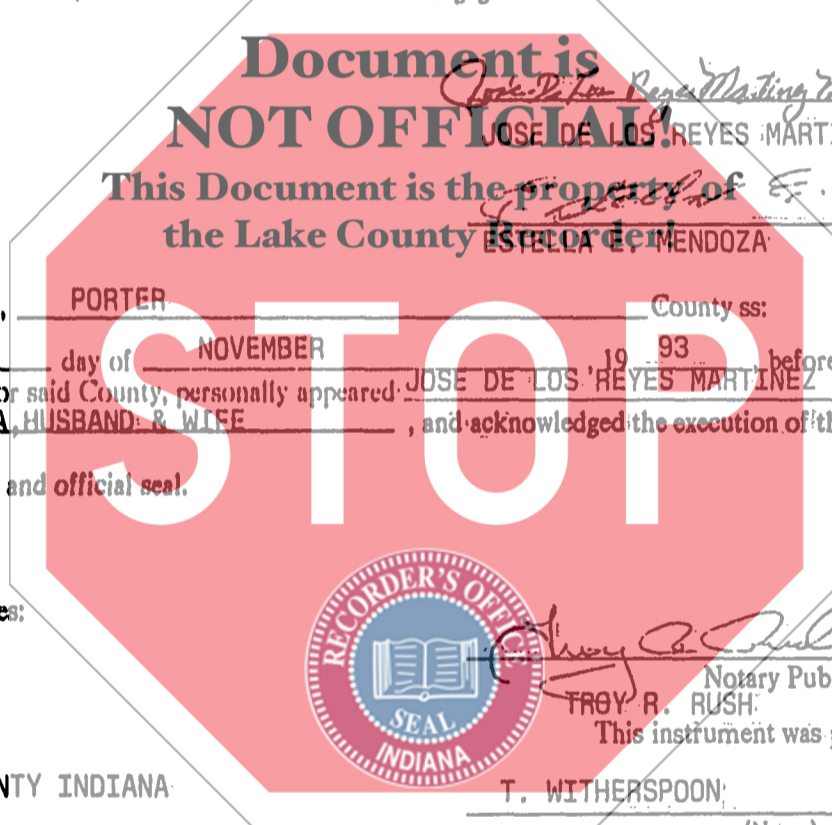 Document is
NOT OFFICIAL!
JOSE DE LOS REYES MARTI
This Document is the property of
the Lake County Recorder!
ESTELLA E. MENDOZA
, PORTER County ss:
day of NOVEMBER , 19 93 , before
or said County, personally appeared JOSE DE LOS REYES MARTINEZ
A, HUSBAND & WIFE , and acknowledged the execution of th
and official seal.
STOP
RECORDER'S OFFICE
SEAL
INDIANA
es:
Notary Pub
TROY R. RUSH
This instrument was
NTY INDIANA
T. WITHERSPOON